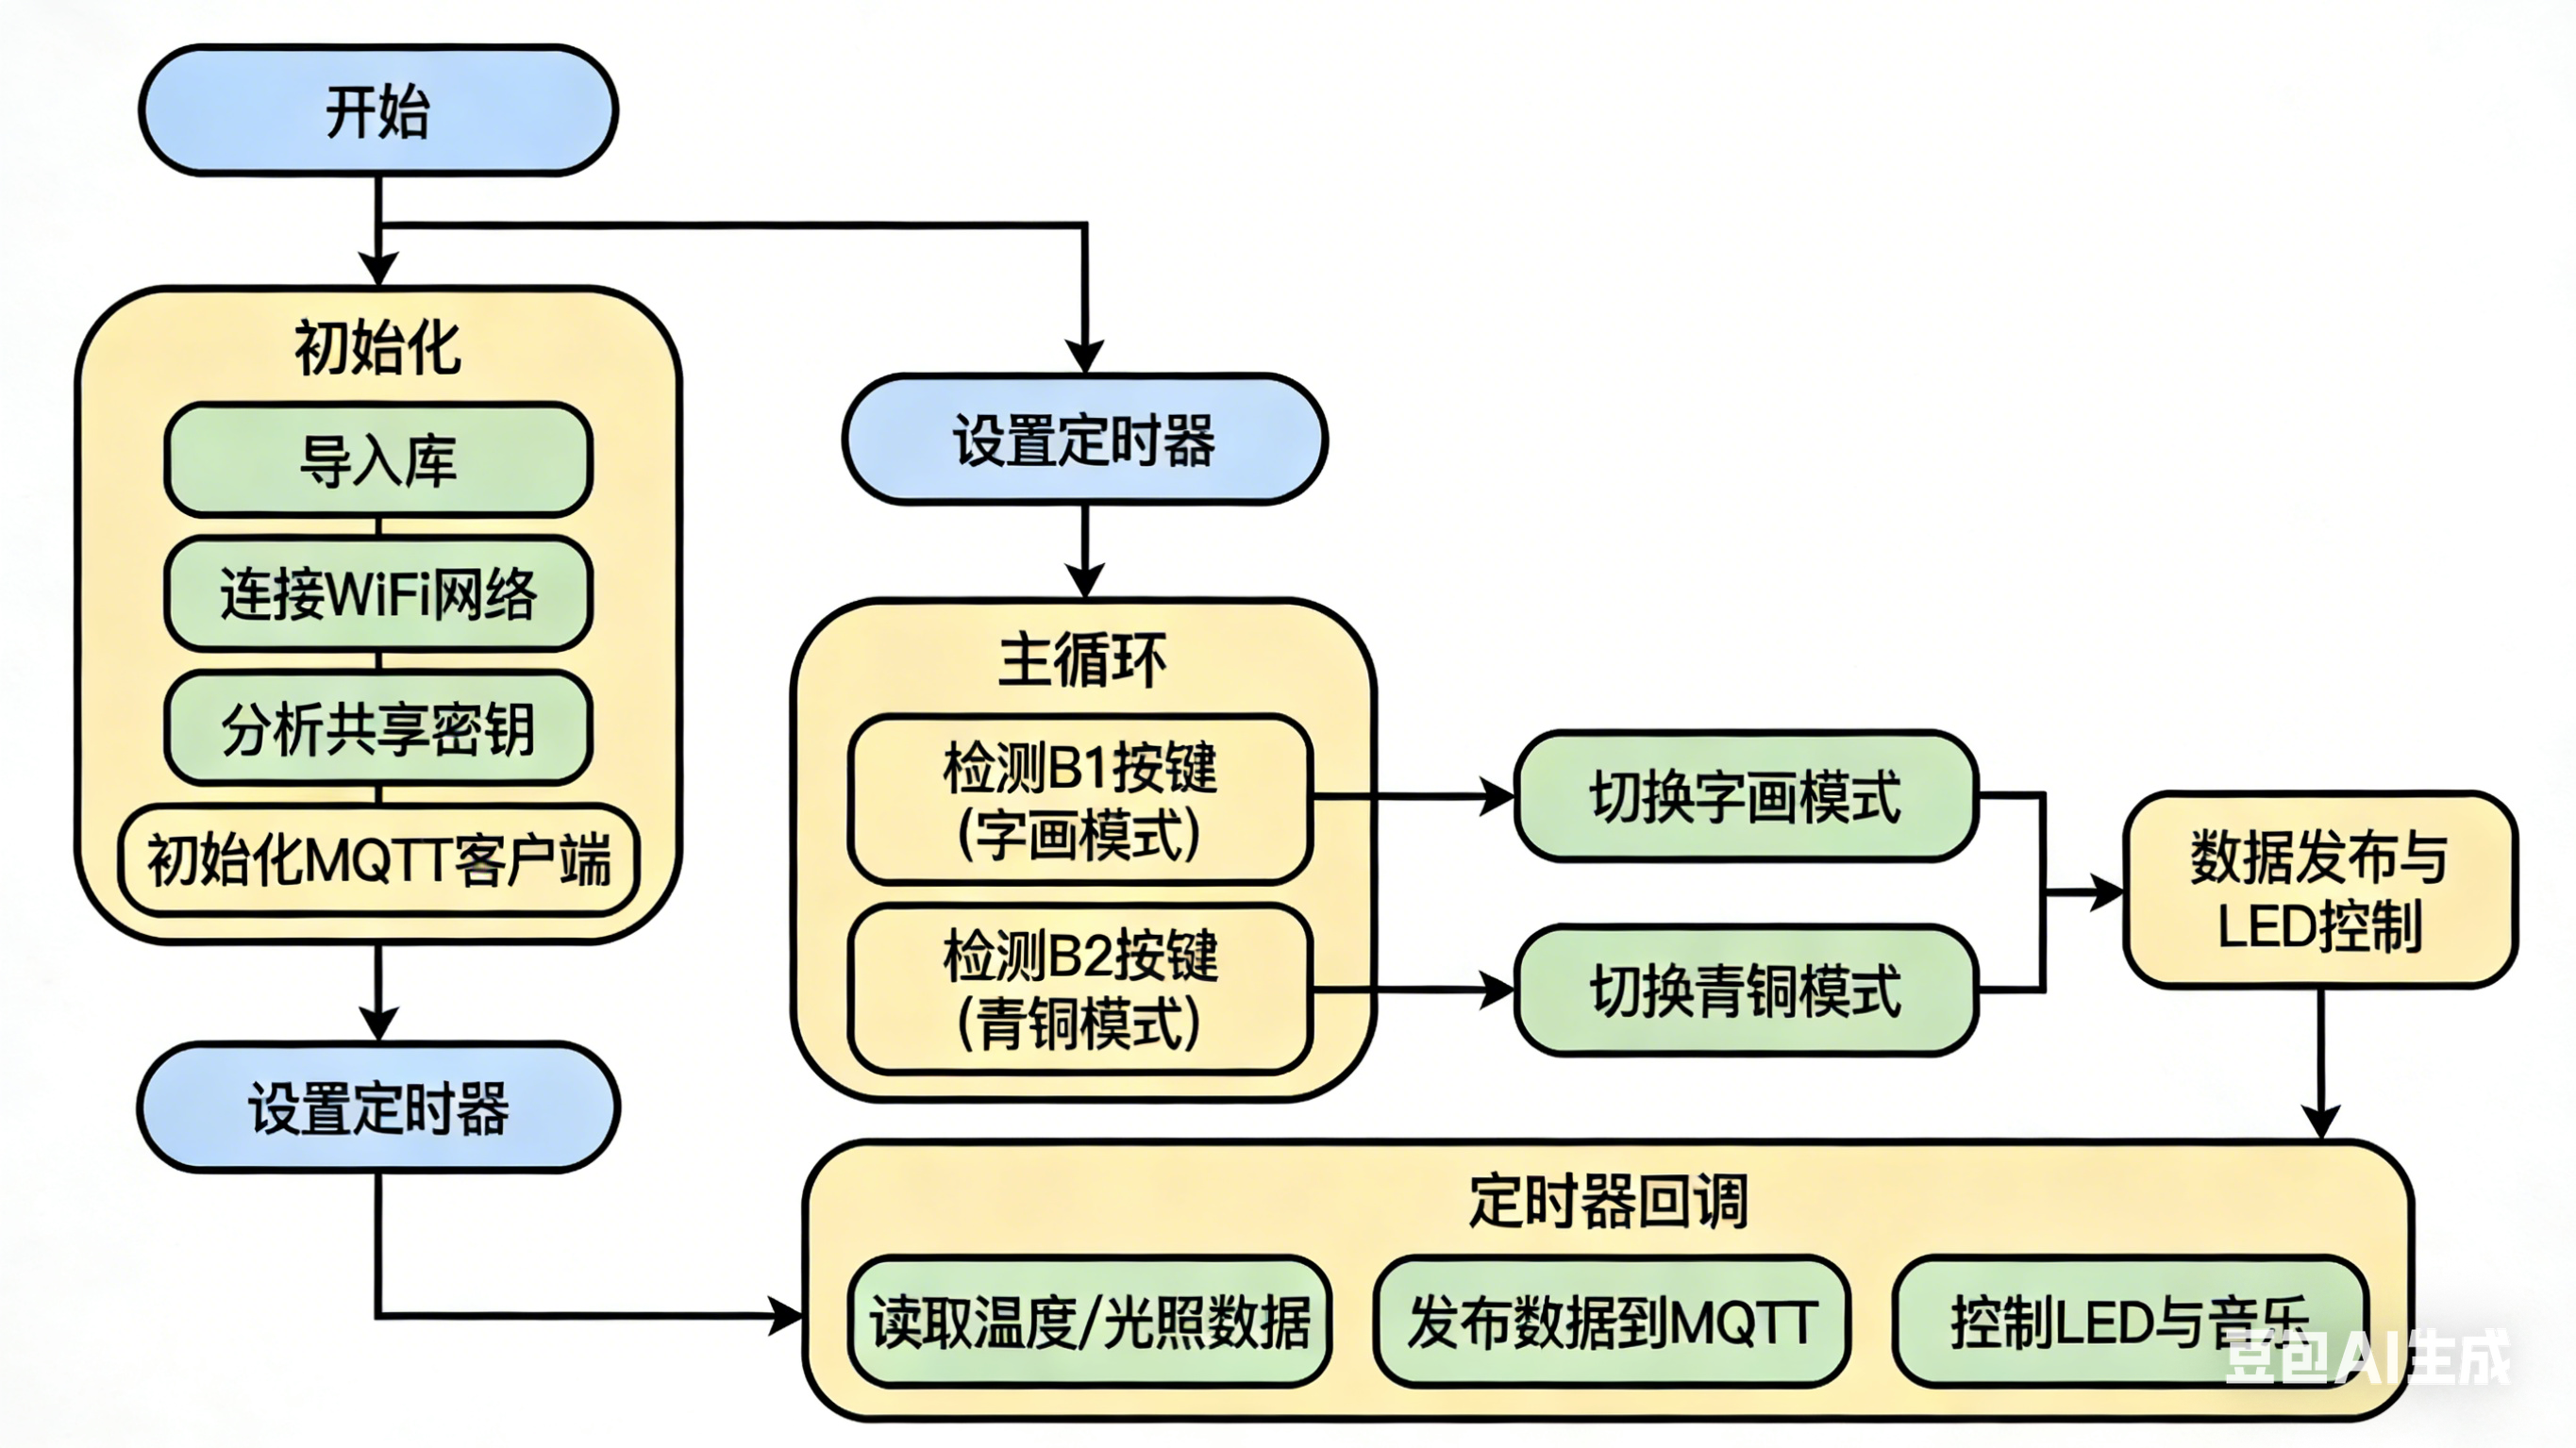 开始
初始化
导入库
连接WiFi网络
分析共享密钥
初始化MQTT客户端
设置定时器
设置定时器
主循环
检测B1按键
(字画模式)
检测B2按键
(青铜模式)
切换字画模式
切换青铜模式
数据发布与
LED控制
定时器回调
读取温度/光照数据
发布数据到MQTT
控制LED与音乐
豆包AI生成